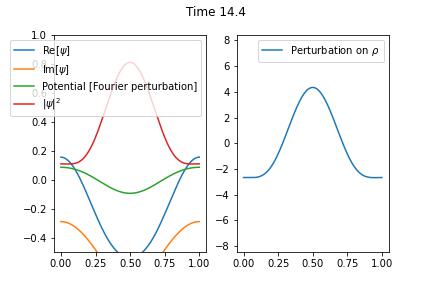 Time 14.4
1.0
0.8
0.6
0.4
0.2
0.0
−0.2
−0.4
Re[ψ]
Im[ψ]
Potential [Fourier perturbation]
|ψ|²
0.00 0.25 0.50 0.75 1.00
8
6
4
2
0
−2
−4
−6
−8
Perturbation on ρ
0.00 0.25 0.50 0.75 1.00